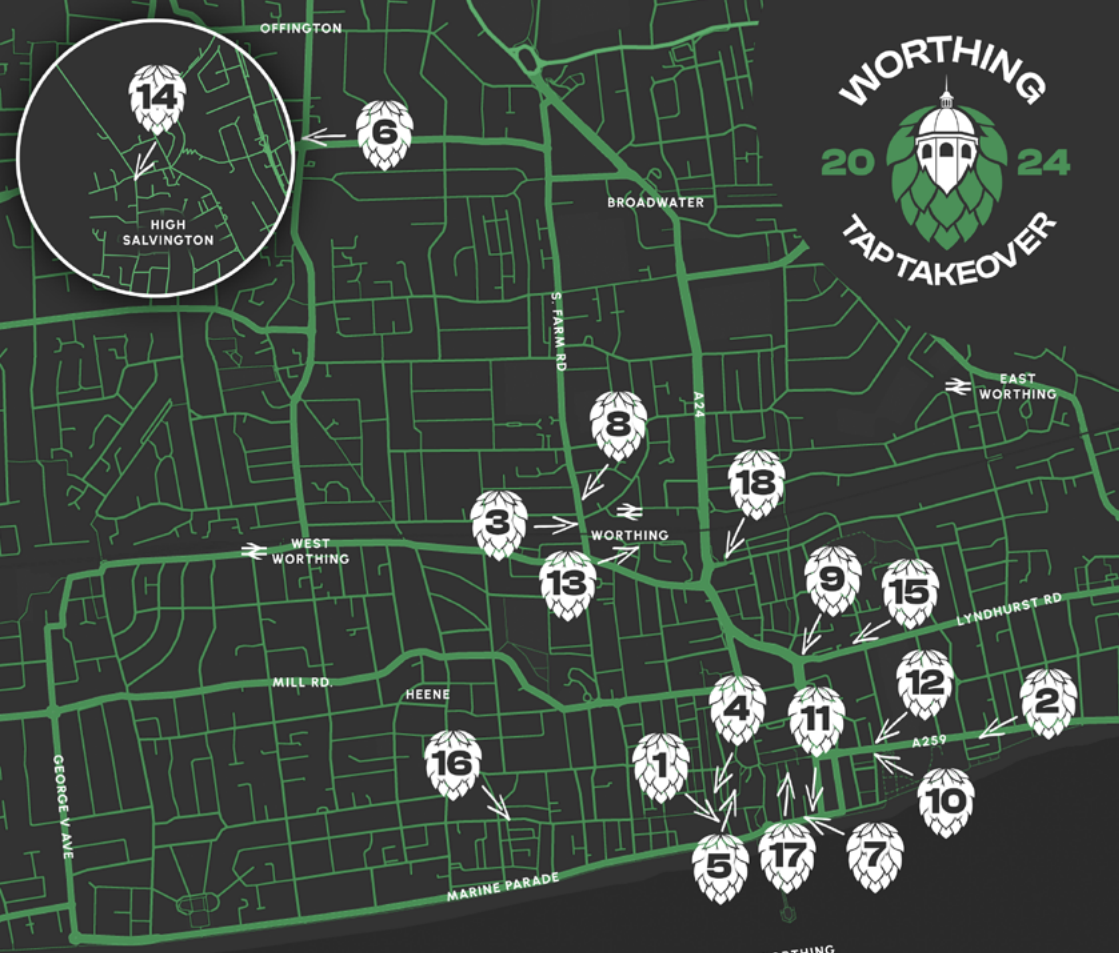 OFFINGTON
14
6
HIGH
SALVINGTON
WORTHING
20 24
TAP TAKEOVER
BROADWATER
S. FARM RD
A24
EAST
WORTHING
8
18
3
WORTHING
WEST
WORTHING
13
9
15
LYNDHURST RD
MILL RD.
HEENE
12
2
4
11
A259
16
1
10
GEORGE V AVE
5
17
7
MARINE PARADE